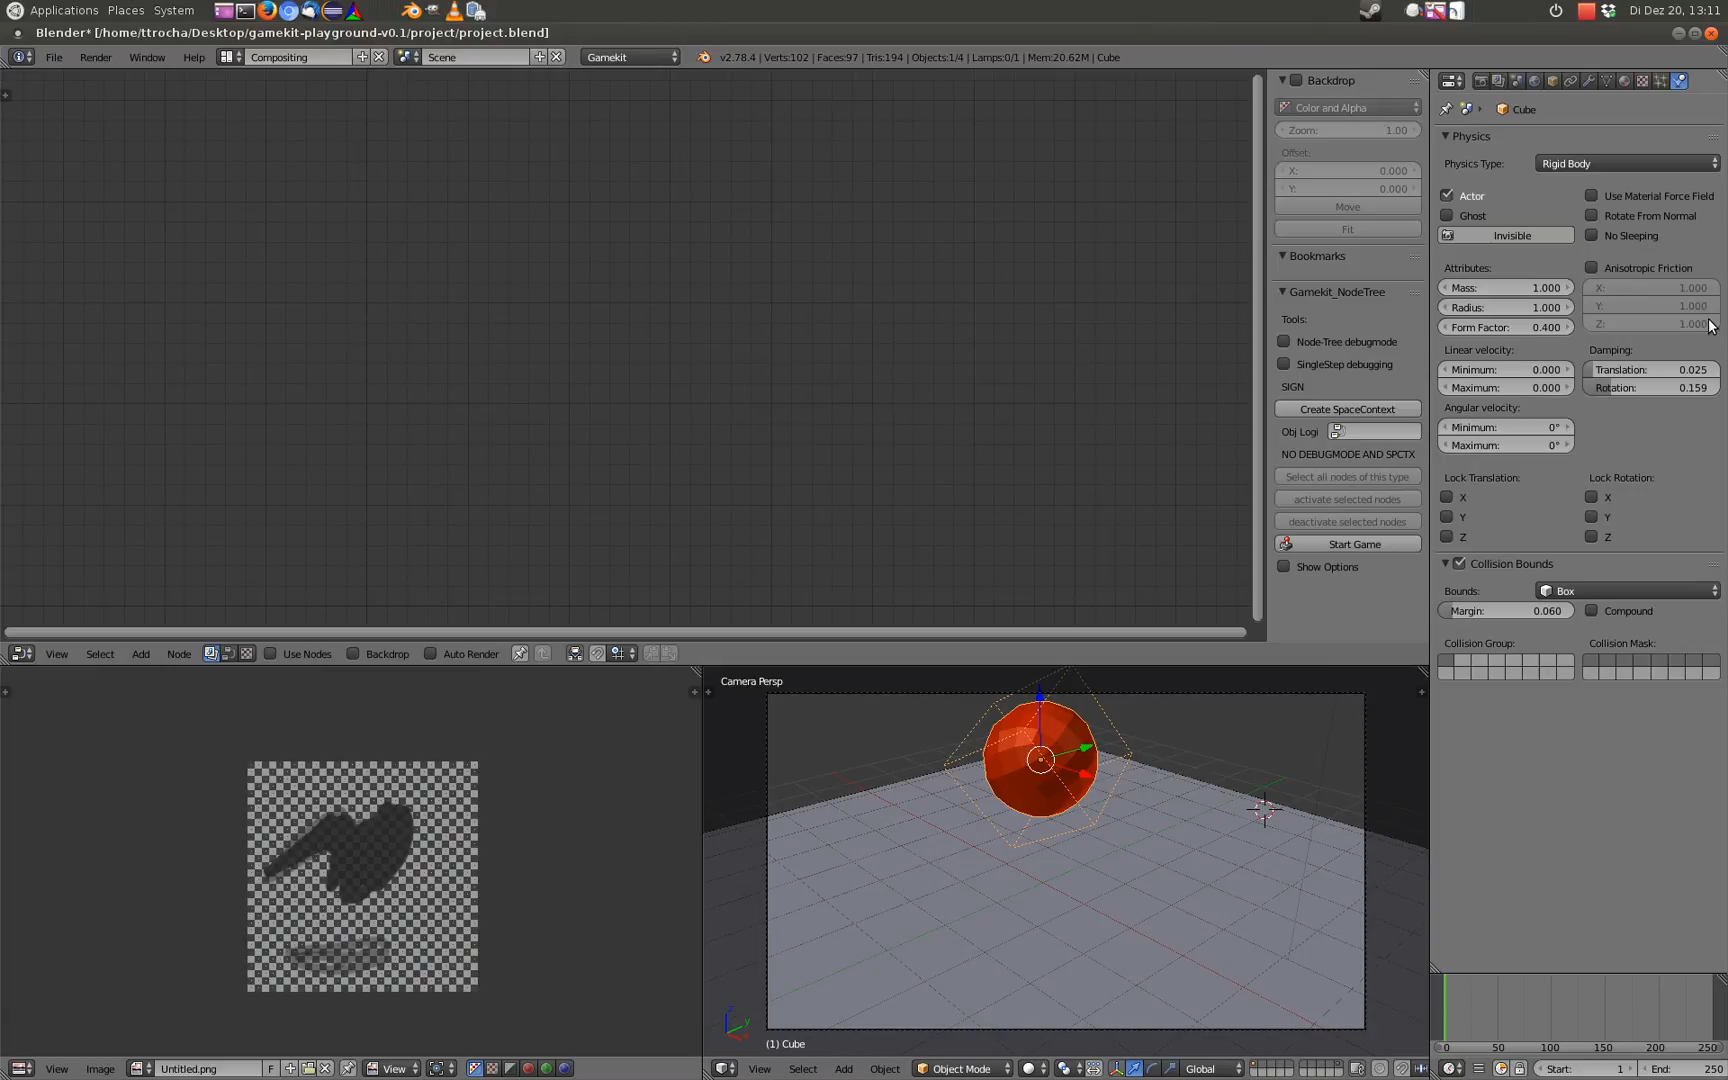 Applications Places System Di Dez 20, 13:11
Blender* [/home/ttrocha/Desktop/gamekit-playground-v0.1/project/project.blend]
File Render Window Help Compositing Scene Gamekit v2.78.4 | Verts:102 | Faces:97 | Tris:194 | Objects:1/4 | Lamps:0/1 | Mem:20.62M | Cube
Backdrop
Color and Alpha
Zoom: 1.00
Offset:
X: 0.000
Y: 0.000
Move
Fit
Bookmarks
Gamekit_NodeTree
Tools:
Node-Tree debugmode
SingleStep debugging
SIGN
Create SpaceContext
Obj Logi
NO DEBUGMODE AND SPCTX
Select all nodes of this type
activate selected nodes
deactivate selected nodes
Start Game
Show Options
Cube
Physics
Physics Type: Rigid Body
Actor Use Material Force Field
Ghost Rotate From Normal
Invisible No Sleeping
Attributes: Anisotropic Friction
Mass: 1.000 X: 1.000
Radius: 1.000 Y: 1.000
Form Factor: 0.400 Z: 1.000
Linear velocity: Damping:
Minimum: 0.000 Translation: 0.025
Maximum: 0.000 Rotation: 0.159
Angular velocity:
Minimum: 0°
Maximum: 0°
Lock Translation: Lock Rotation:
X X
Y Y
Z Z
Collision Bounds
Bounds: Box
Margin: 0.060 Compound
Collision Group: Collision Mask:
View Select Add Node Use Nodes Backdrop Auto Render
Camera Persp
(1) Cube
View Image Untitled.png F View
View Select Add Object Object Mode Global
0 50 100 150 200 250
Start: 1 End: 250